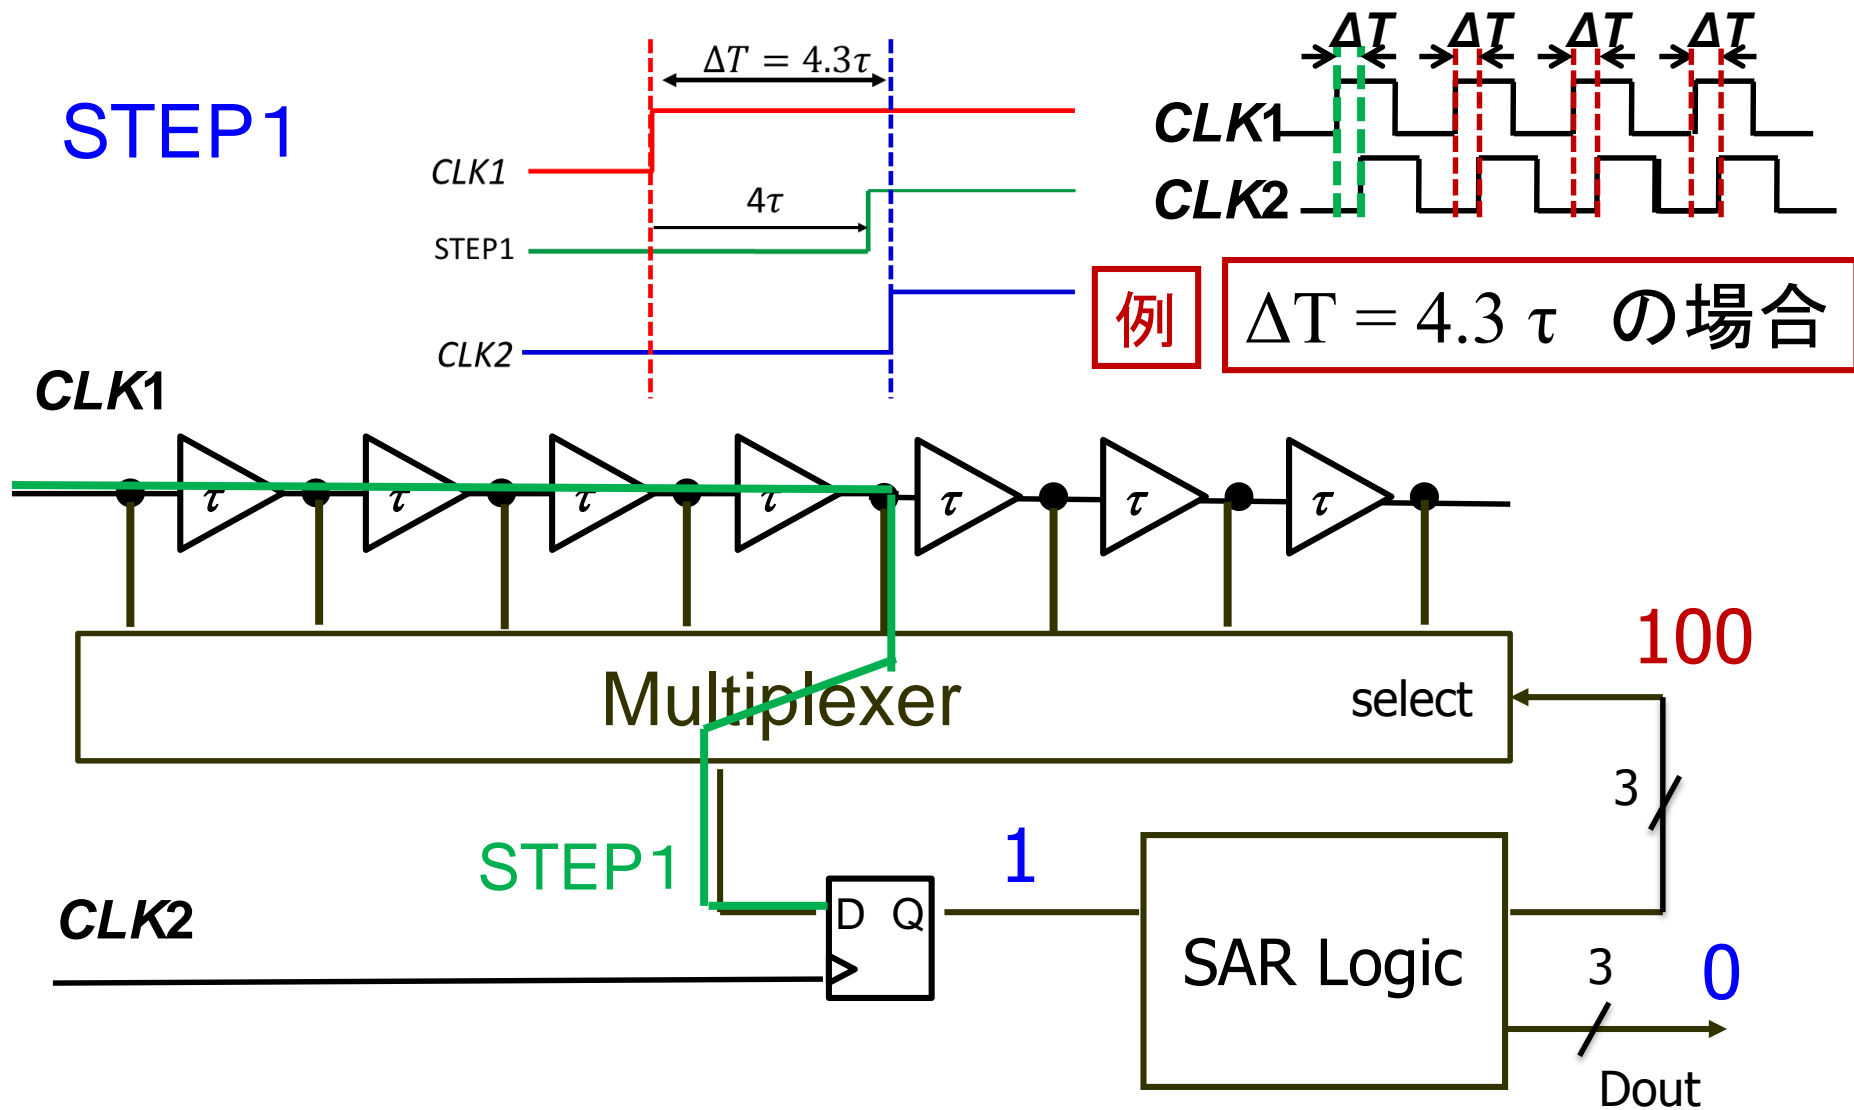 STEP1
ΔT = 4.3τ
CLK1
4τ
STEP1
CLK2
ΔT ΔT ΔT ΔT
CLK1
CLK2
例
ΔT = 4.3 τ の場合
CLK1
τ τ τ τ τ τ τ
Multiplexer
select
100
3
STEP1
1
CLK2
D Q
SAR Logic
3
0
Dout